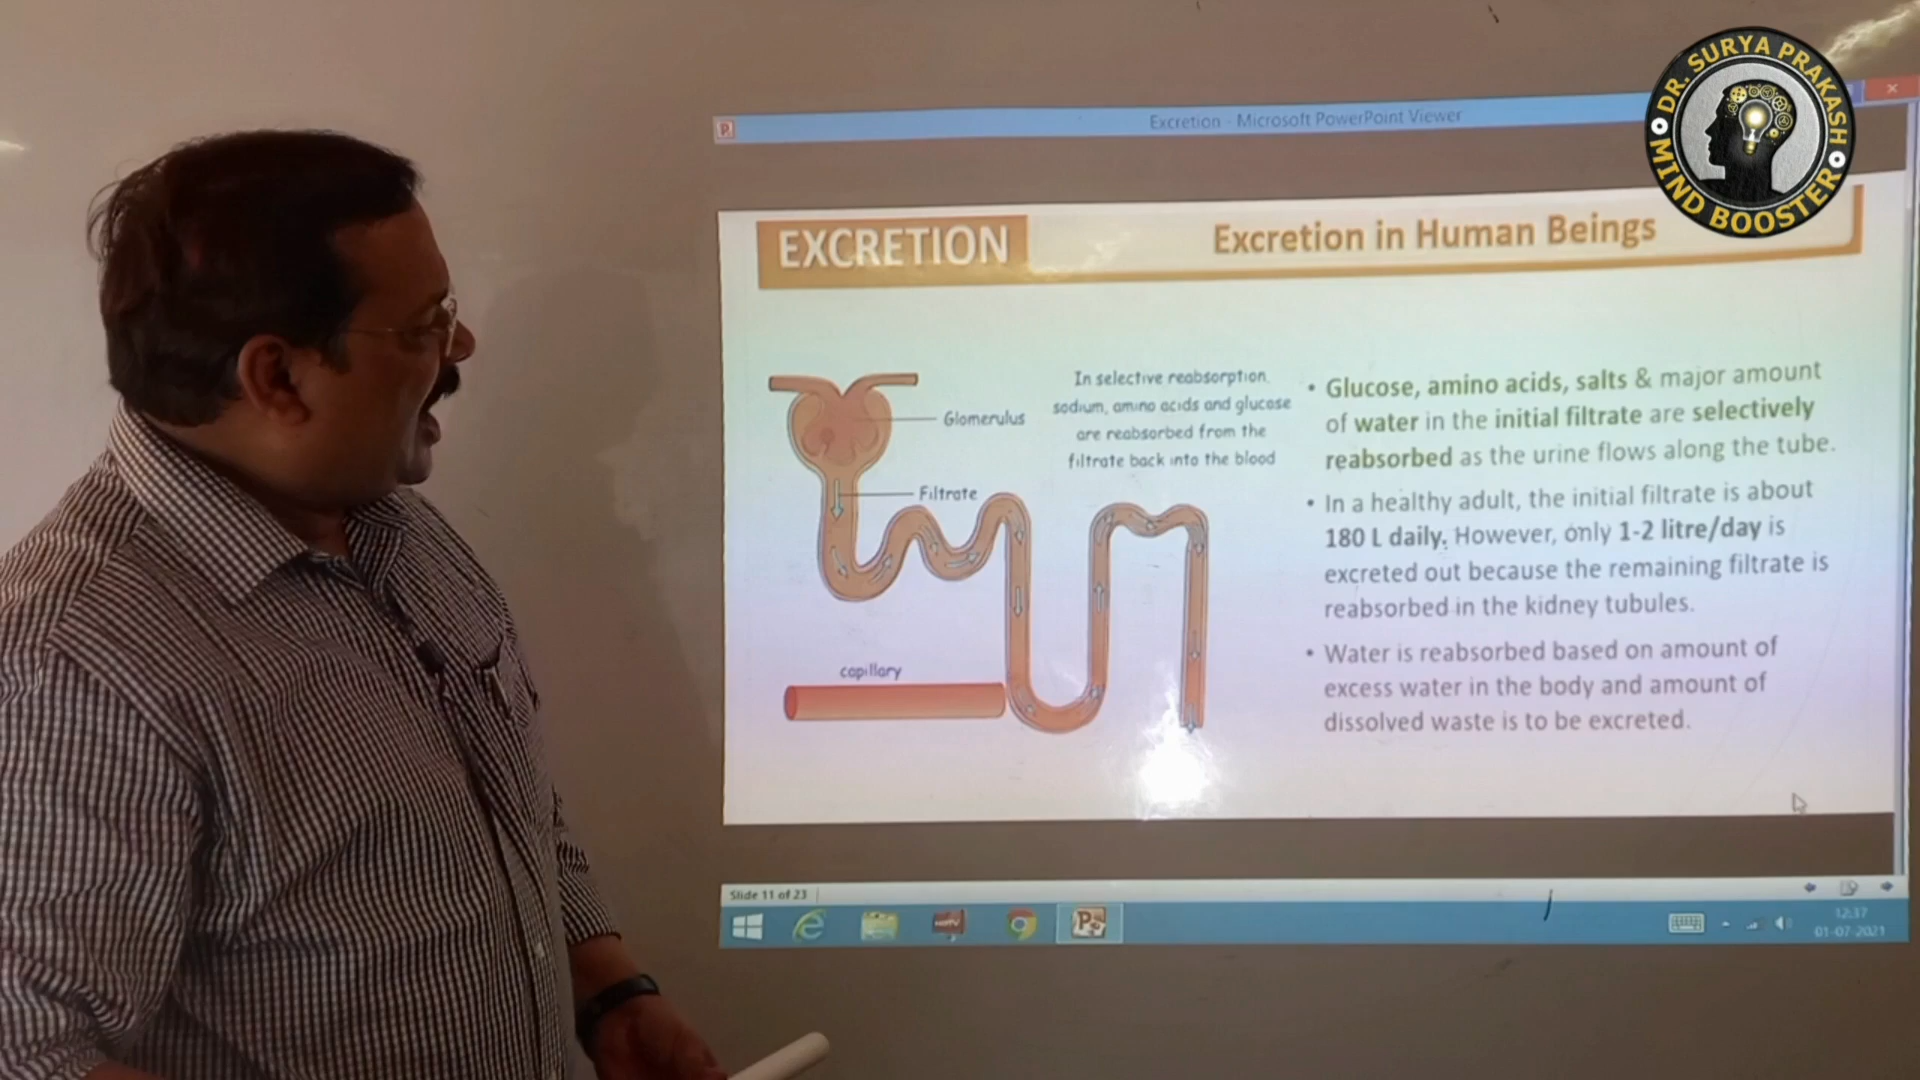 DR. SURYA PRAKASH
MIND BOOSTER
Excretion - Microsoft PowerPoint Viewer
EXCRETION
Excretion in Human Beings
Glomerulus
Filtrate
capillary
In selective reabsorption,
sodium, amino acids and glucose
are reabsorbed from the
filtrate back into the blood
• Glucose, amino acids, salts & major amount
of water in the initial filtrate are selectively
reabsorbed as the urine flows along the tube.
• In a healthy adult, the initial filtrate is about
180 L daily. However, only 1-2 litre/day is
excreted out because the remaining filtrate is
reabsorbed in the kidney tubules.
• Water is reabsorbed based on amount of
excess water in the body and amount of
dissolved waste is to be excreted.
Slide 11 of 23
12:37
01-07-2021